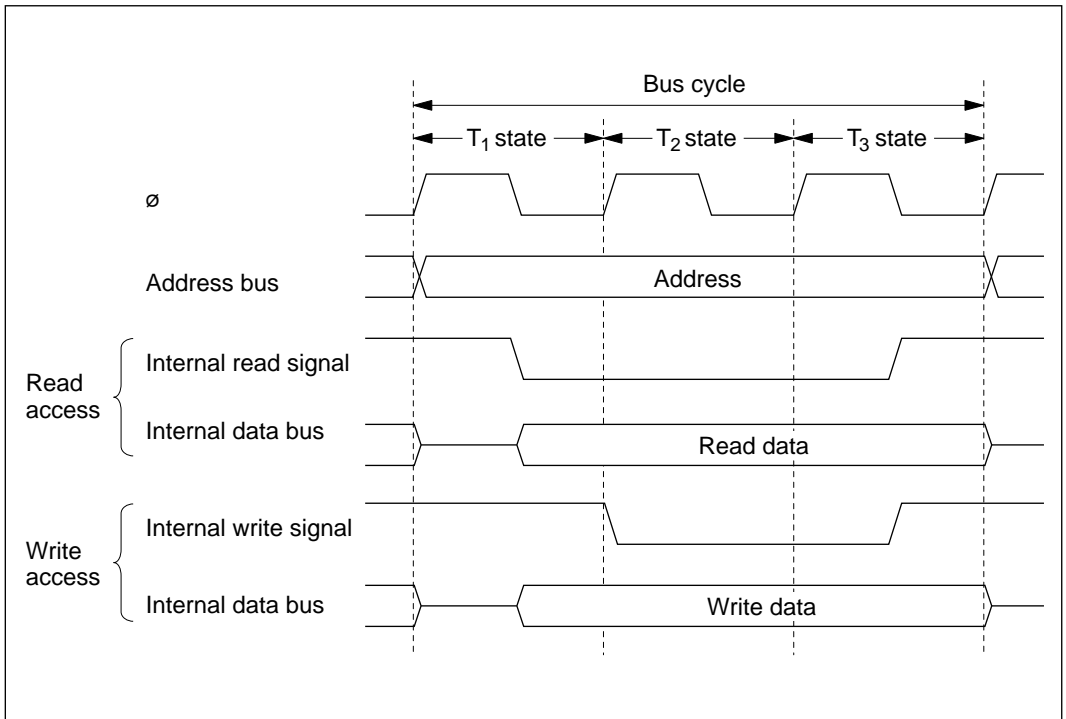 Bus cycle
T1 state T2 state T3 state
ø
Address bus Address
Internal read signal
Read
access
Internal data bus Read data
Internal write signal
Write
access
Internal data bus Write data